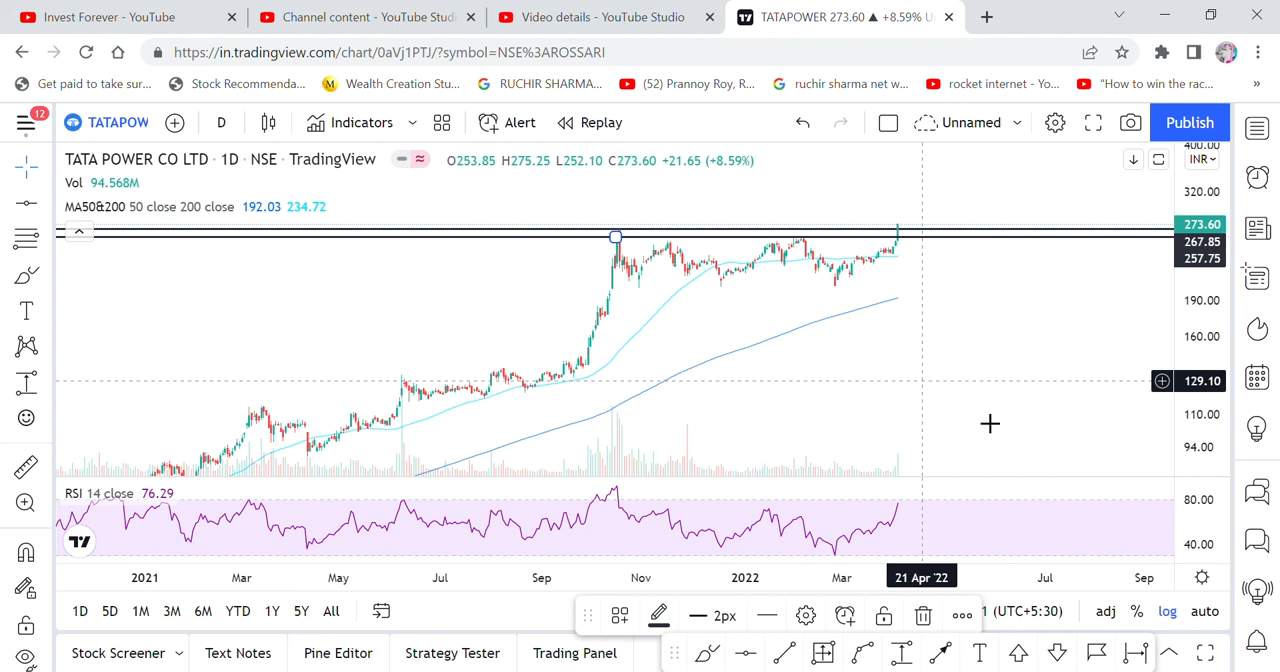 Invest Forever - YouTube
Channel content - YouTube Studi
Video details - YouTube Studio
TATAPOWER 273.60 ▲ +8.59% U
https://in.tradingview.com/chart/0aVj1PTJ/?symbol=NSE%3AROSSARI
Get paid to take sur...
Stock Recommenda...
Wealth Creation Stu...
RUCHIR SHARMA...
(52) Prannoy Roy, R...
ruchir sharma net w...
rocket internet - Yo...
"How to win the rac...
»
12
TATAPOW
D
Indicators
Alert
Replay
Unnamed
Publish
TATA POWER CO LTD · 1D · NSE · TradingView
O253.85 H275.25 L252.10 C273.60 +21.65 (+8.59%)
INR
Vol 94.568M
MA50&200 50 close 200 close 192.03 234.72
400.00
320.00
273.60
267.85
257.75
190.00
160.00
129.10
110.00
94.00
RSI 14 close 76.29
80.00
40.00
2021
Mar
May
Jul
Sep
Nov
2022
Mar
21 Apr '22
Jul
Sep
1D
5D
1M
3M
6M
YTD
1Y
5Y
All
2px
1 (UTC+5:30)
adj
%
log
auto
Stock Screener
Text Notes
Pine Editor
Strategy Tester
Trading Panel
T